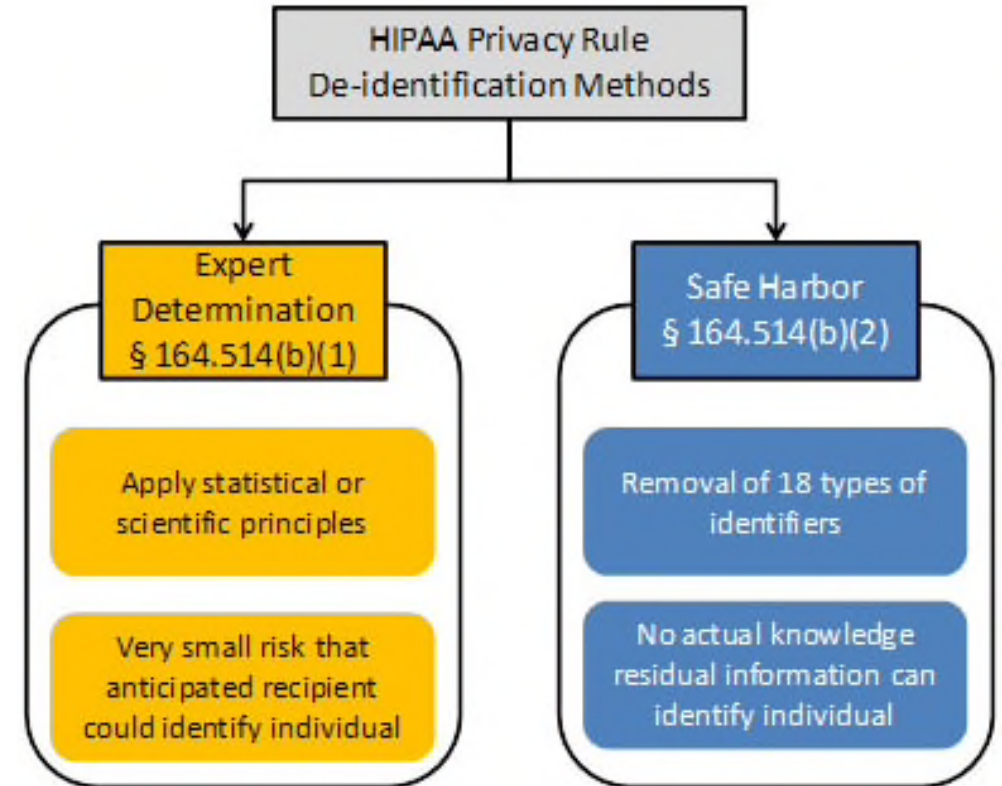 HIPAA Privacy Rule
De-identification Methods
Expert
Determination
§ 164.514(b)(1)
Apply statistical or
scientific principles
Very small risk that
anticipated recipient
could identify individual
Safe Harbor
§ 164.514(b)(2)
Removal of 18 types of
identifiers
No actual knowledge
residual information can
identify individual